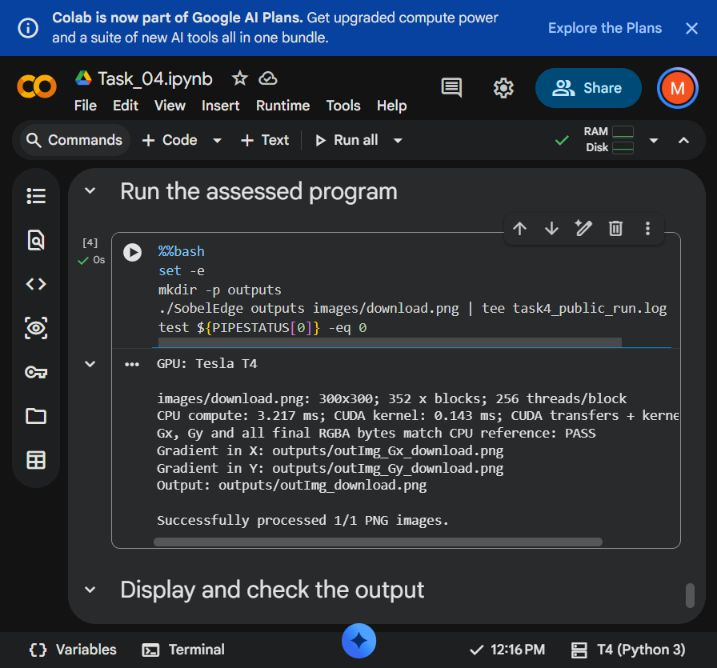 Colab is now part of Google AI Plans. Get upgraded compute power
and a suite of new AI tools all in one bundle.
Explore the Plans
Task_04.ipynb
M
Share
File Edit View Insert Runtime Tools Help
Commands + Code + Text Run all
RAM
Disk
Run the assessed program
[4]
0s
%%bash
set -e
mkdir -p outputs
./SobelEdge outputs images/download.png | tee task4_public_run.log
test ${PIPESTATUS[0]} -eq 0
GPU: Tesla T4
images/download.png: 300x300; 352 x blocks; 256 threads/block
CPU compute: 3.217 ms; CUDA kernel: 0.143 ms; CUDA transfers + kerne
Gx, Gy and all final RGBA bytes match CPU reference: PASS
Gradient in X: outputs/outImg_Gx_download.png
Gradient in Y: outputs/outImg_Gy_download.png
Output: outputs/outImg_download.png
Successfully processed 1/1 PNG images.
Display and check the output
Variables Terminal 12:16 PM T4 (Python 3)